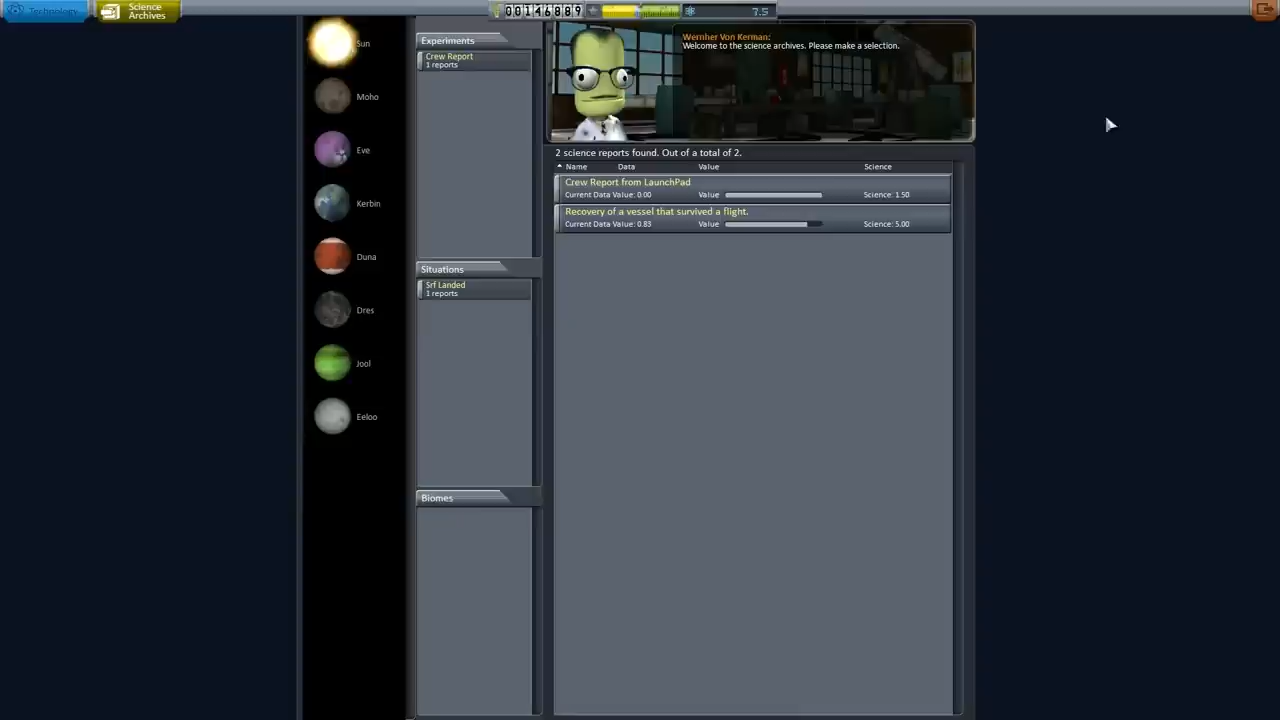 Technology
Science
Archives
00146889
7.5
Sun
Moho
Eve
Kerbin
Duna
Dres
Jool
Eeloo
Experiments
Crew Report
1 reports
Situations
Srf Landed
1 reports
Biomes
Wernher Von Kerman:
Welcome to the science archives. Please make a selection.
2 science reports found. Out of a total of 2.
Name Data Value Science
Crew Report from LaunchPad
Current Data Value: 0.00 Value Science: 1.50
Recovery of a vessel that survived a flight.
Current Data Value: 0.83 Value Science: 5.00